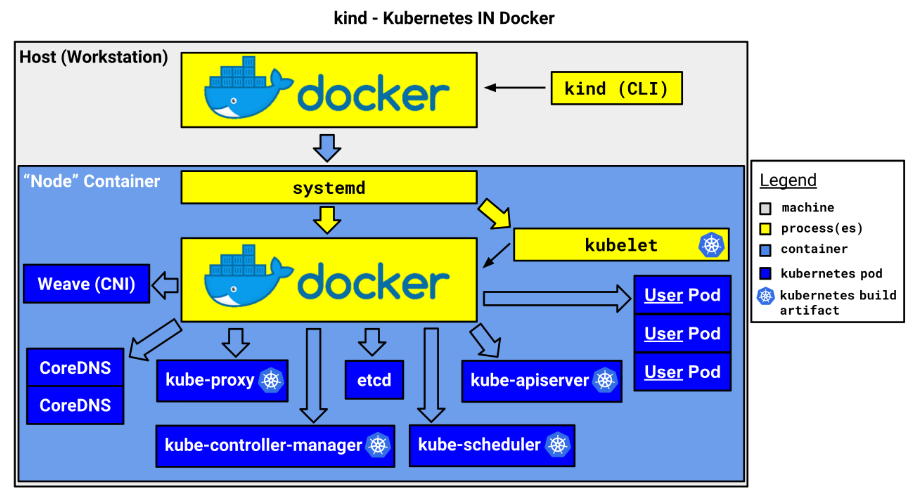 kind - Kubernetes IN Docker
Host (Workstation)
docker
kind (CLI)
“Node” Container
systemd
kubelet
docker
Weave (CNI)
User Pod
User Pod
User Pod
CoreDNS
CoreDNS
kube-proxy
etcd
kube-apiserver
kube-controller-manager
kube-scheduler
Legend
machine
process(es)
container
kubernetes pod
kubernetes build
artifact